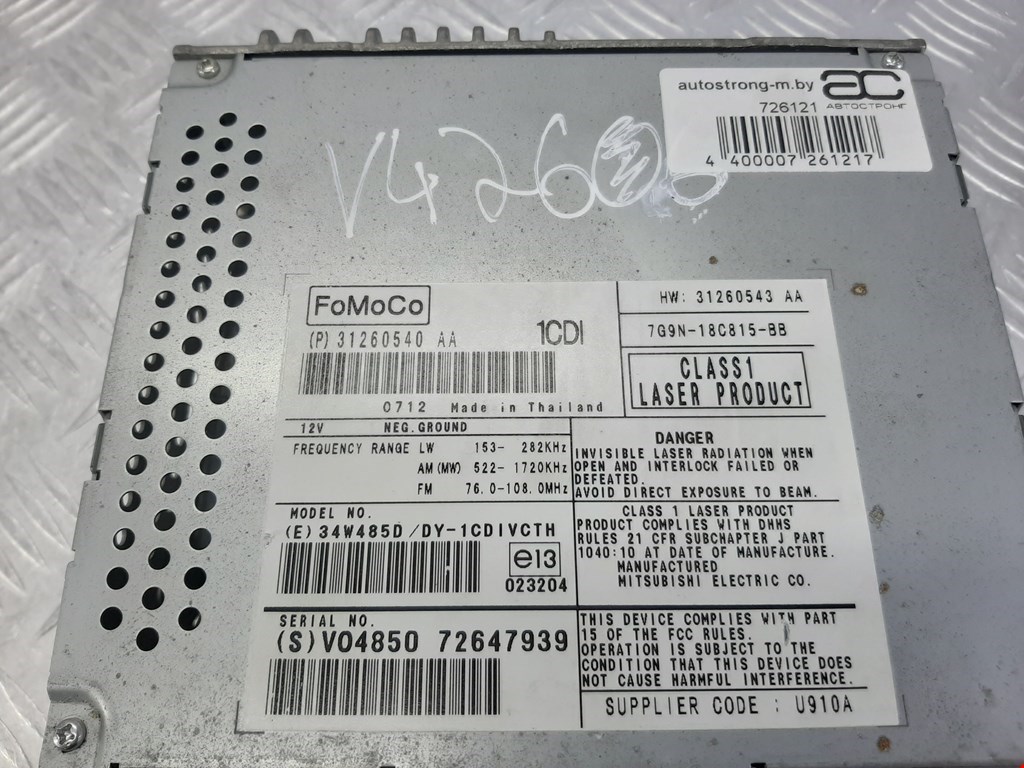 autostrong-m.by
AC
726121 АВТОСТРОНГ
4 400007 261217
V426
FoMoCo
(P) 31260540 AA
1CDI
0712 Made in Thailand
HW: 31260543 AA
7G9N-18C815-BB
CLASS1
LASER PRODUCT
12V NEG.GROUND
FREQUENCY RANGE LW 153- 282KHz
AM(MW) 522- 1720KHz
FM 76.0-108.0MHz
DANGER
INVISIBLE LASER RADIATION WHEN
OPEN AND INTERLOCK FAILED OR
DEFEATED.
AVOID DIRECT EXPOSURE TO BEAM.
MODEL NO.
(E)34W485D/DY-1CDIVCTH
e13
023204
CLASS 1 LASER PRODUCT
PRODUCT COMPLIES WITH DHHS
RULES 21 CFR SUBCHAPTER J PART
1040:10 AT DATE OF MANUFACTURE.
MANUFACTURED
MITSUBISHI ELECTRIC CO.
SERIAL NO.
(S)VO4850 72647939
THIS DEVICE COMPLIES WITH PART
15 OF THE FCC RULES.
OPERATION IS SUBJECT TO THE
CONDITION THAT THIS DEVICE DOES
NOT CAUSE HARMFUL INTERFERENCE.
SUPPLIER CODE : U910A